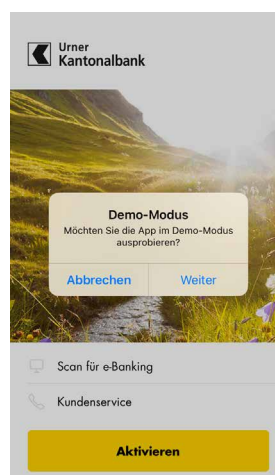 Urner
Kantonalbank
Demo-Modus
Möchten Sie die App im Demo-Modus
ausprobieren?
Abbrechen Weiter
Scan für e-Banking
Kundenservice
Aktivieren